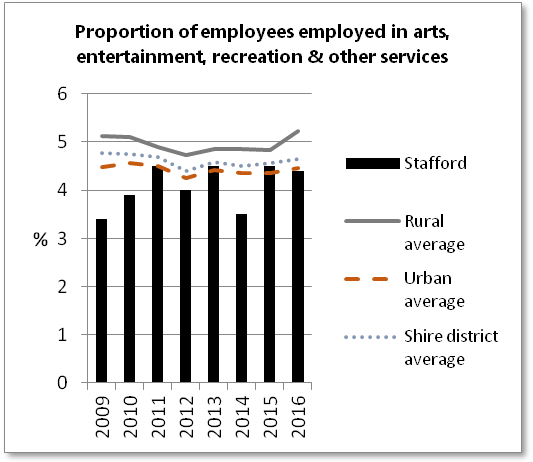 Proportion of employees employed in arts,
entertainment, recreation & other services
6
5
4
% 3
2
1
0
2009
2010
2011
2012
2013
2014
2015
2016
Stafford
Rural
average
Urban
average
Shire district
average